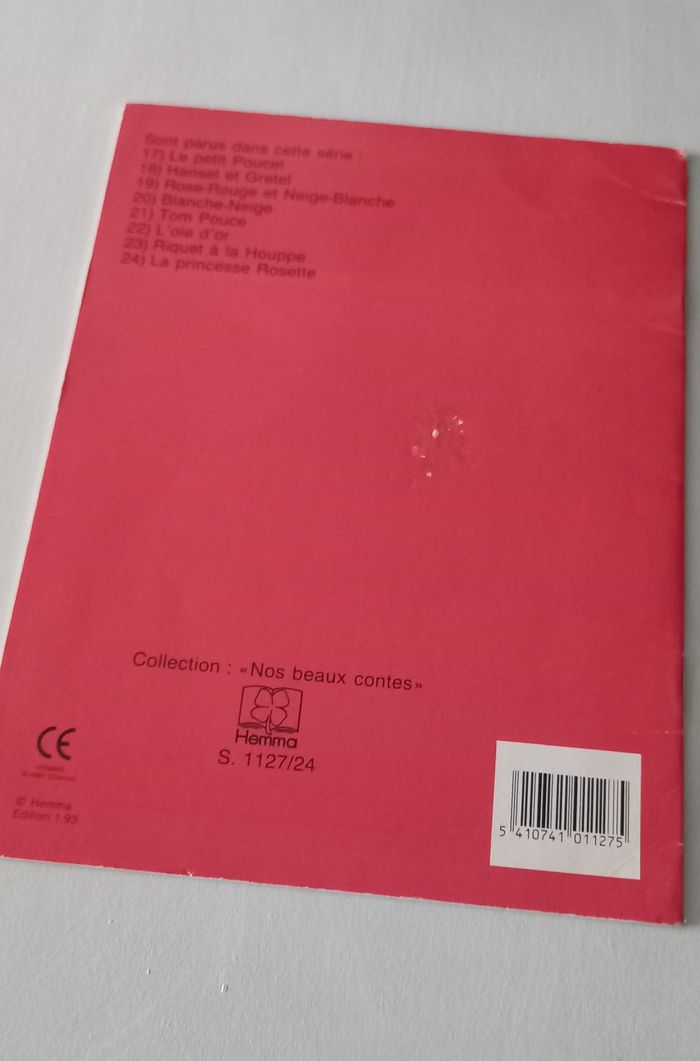 Sont parus dans cette série :
17) Le petit Poucet
18) Hansel et Gretel
19) Rose-Rouge et Neige-Blanche
20) Blanche-Neige
21) Tom Pouce
22) L'oie d'or
23) Riquet à la Houppe
24) La princesse Rosette
Collection : «Nos beaux contes»
Hemma
S. 1127/24
CE
© Hemma
Edition 1.93
5 410741 011275